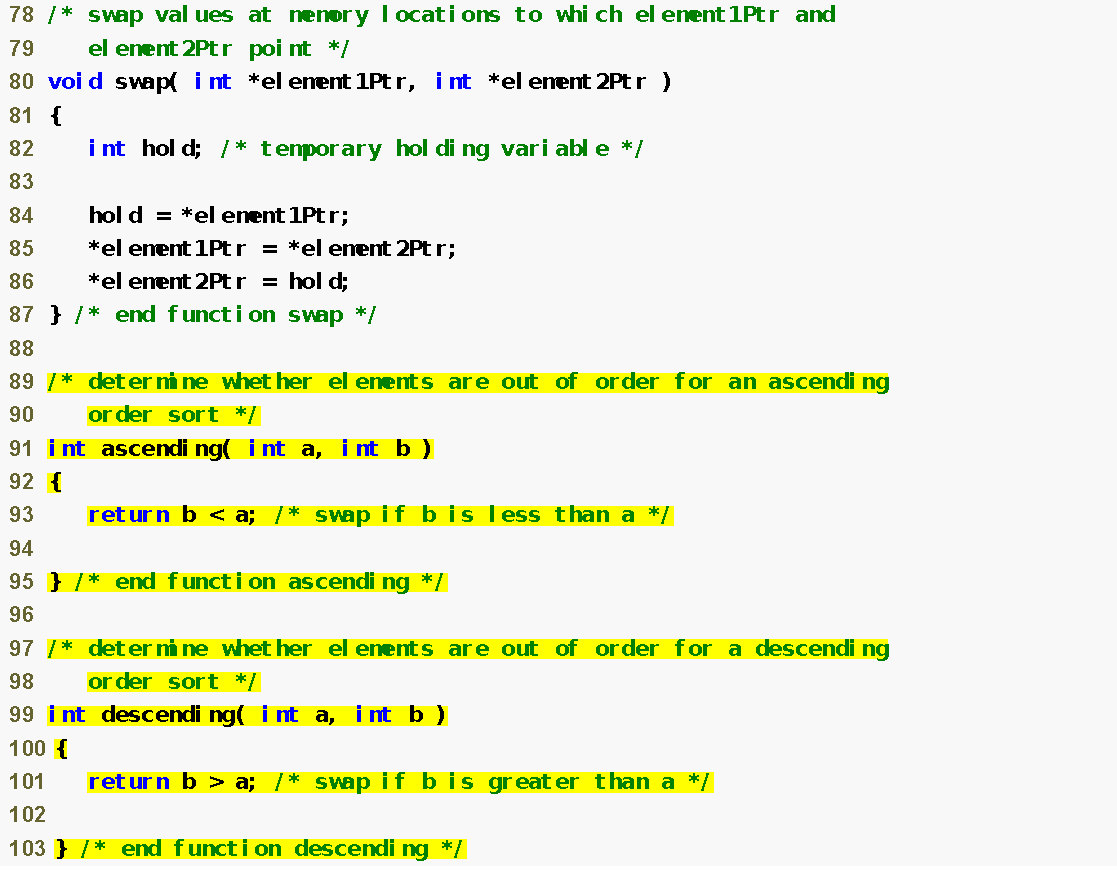 78 /* swap values at memory locations to which element1Ptr and
79    element2Ptr point */
80 void swap( int *element1Ptr, int *element2Ptr )
81 {
82    int hold; /* temporary holding variable */
83
84    hold = *element1Ptr;
85    *element1Ptr = *element2Ptr;
86    *element2Ptr = hold;
87 } /* end function swap */
88
89 /* determine whether elements are out of order for an ascending
90    order sort */
91 int ascending( int a, int b )
92 {
93    return b < a; /* swap if b is less than a */
94
95 } /* end function ascending */
96
97 /* determine whether elements are out of order for a descending
98    order sort */
99 int descending( int a, int b )
100 {
101    return b > a; /* swap if b is greater than a */
102
103 } /* end function descending */